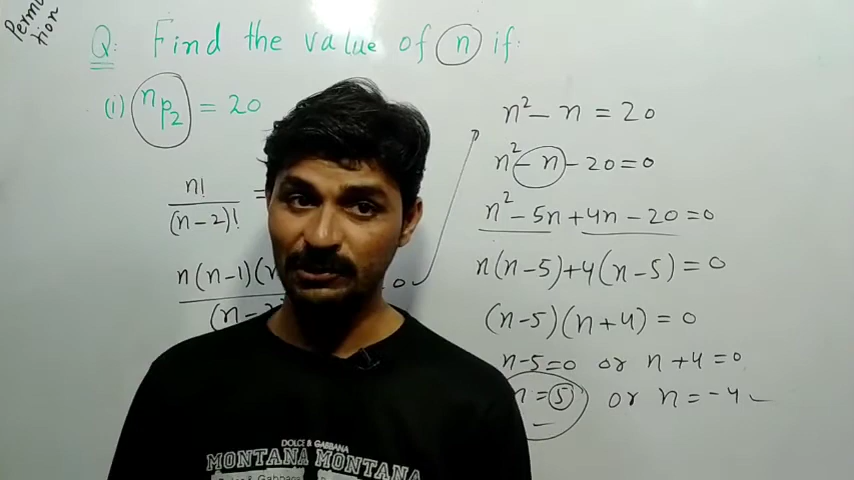 Permu
tion
Q: Find the value of n if:
(i) ⁿP₂ = 20
n!
(n-2)! =
n(n-1)(
(n-2
0
n² - n = 20
n² - n - 20 = 0
n² - 5n + 4n - 20 = 0
n(n-5) + 4(n-5) = 0
(n-5)(n+4) = 0
n-5=0 or n+4=0
n = 5 or n = -4
DOLCE & GABBANA
MONTANA MONTANA